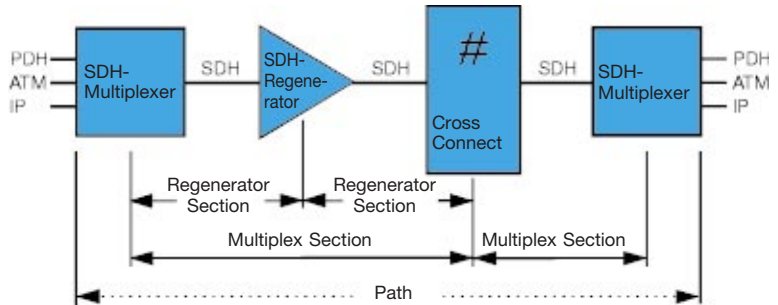 PDH
ATM
IP
SDH-
Multiplexer
SDH
SDH-
Regene-
rator
SDH
#
Cross
Connect
SDH
SDH-
Multiplexer
PDH
ATM
IP
Regenerator
Section
Regenerator
Section
Multiplex Section
Multiplex Section
Path